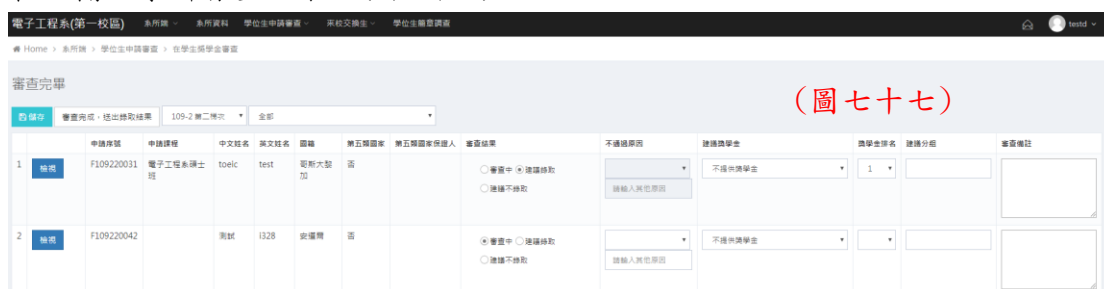 電子工程系(第一校區) 系所端 系所資料 學位生申請審查 來校交換生 學位生簡章調查 testd
Home > 系所端 > 學位生申請審查 > 在學生獎學金審查
審查完畢
(圖七十七)
儲存 審查完成,送出錄取結果 109-2 第二梯次 全部
申請序號 申請課程 中文姓名 英文姓名 國籍 第五類國家 第五類國家保證人 審查結果 不通過原因 建議獎學金 獎學金排名 建議分組 審查備註
1 檢視 F109220031 電子工程系碩士班 toeic test 哥斯大黎加 否 審查中 建議錄取 不提供獎學金 1
建議不錄取 請輸入其他原因
2 檢視 F109220042 測試 i328 安道爾 否 審查中 建議錄取 不提供獎學金
建議不錄取 請輸入其他原因